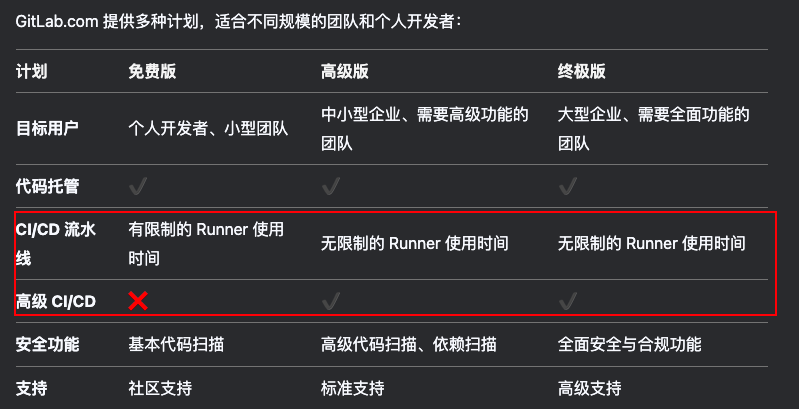 GitLab.com 提供多种计划，适合不同规模的团队和个人开发者：
计划 免费版 高级版 终极版
目标用户 个人开发者、小型团队 中小型企业、需要高级功能的团队 大型企业、需要全面功能的团队
代码托管 ✔ ✔ ✔
CI/CD 流水线 有限制的 Runner 使用时间 无限制的 Runner 使用时间 无限制的 Runner 使用时间
高级 CI/CD ❌ ✔ ✔
安全功能 基本代码扫描 高级代码扫描、依赖扫描 全面安全与合规功能
支持 社区支持 标准支持 高级支持